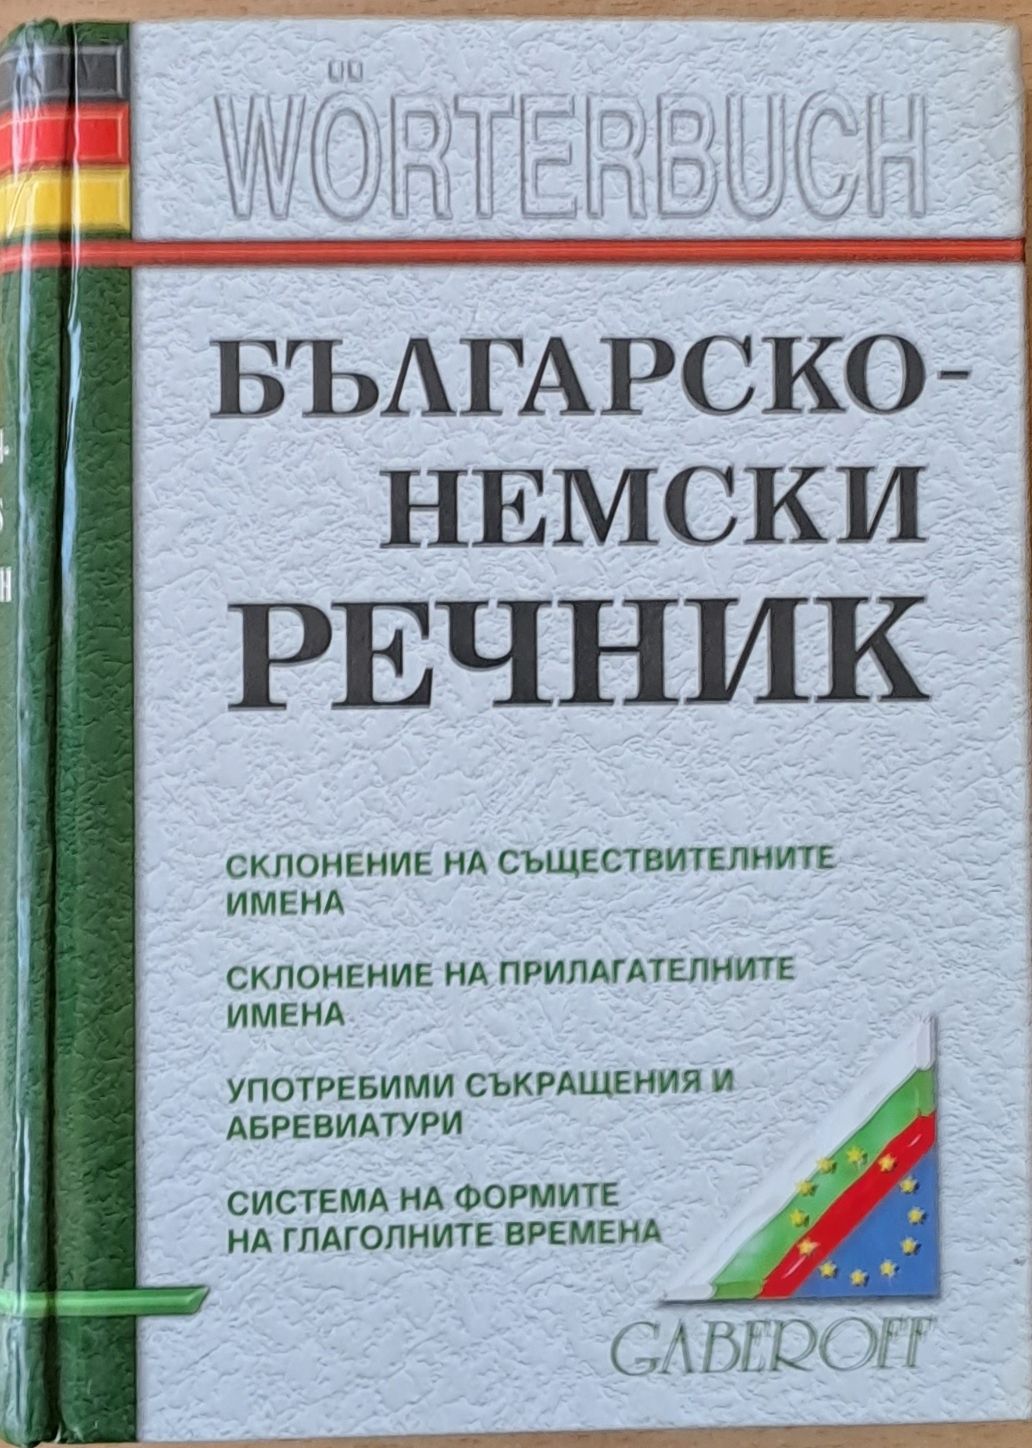 WÖRTERBUCH
БЪЛГАРСКО-
НЕМСКИ
РЕЧНИК
СКЛОНЕНИЕ НА СЪЩЕСТВИТЕЛНИТЕ
ИМЕНА
СКЛОНЕНИЕ НА ПРИЛАГАТЕЛНИТЕ
ИМЕНА
УПОТРЕБИМИ СЪКРАЩЕНИЯ И
АБРЕВИАТУРИ
СИСТЕМА НА ФОРМИТЕ
НА ГЛАГОЛНИТЕ ВРЕМЕНА
GABEROFF